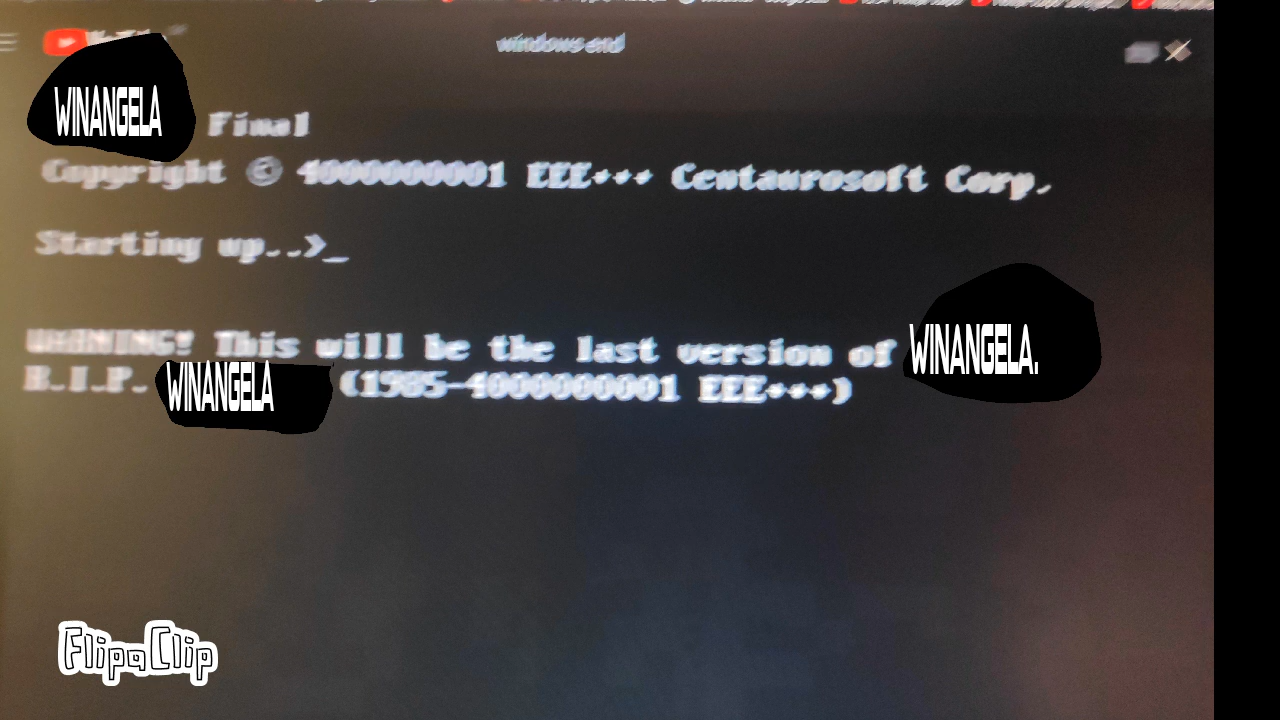 windows end
WINANGELA Final
Copyright © 4000000001 EEE+++ Centaurosoft Corp.
Starting up..>_
WARNING! This will be the last version of WINANGELA.
R.I.P. WINANGELA (1985-4000000001 EEE+++)
FlipaClip